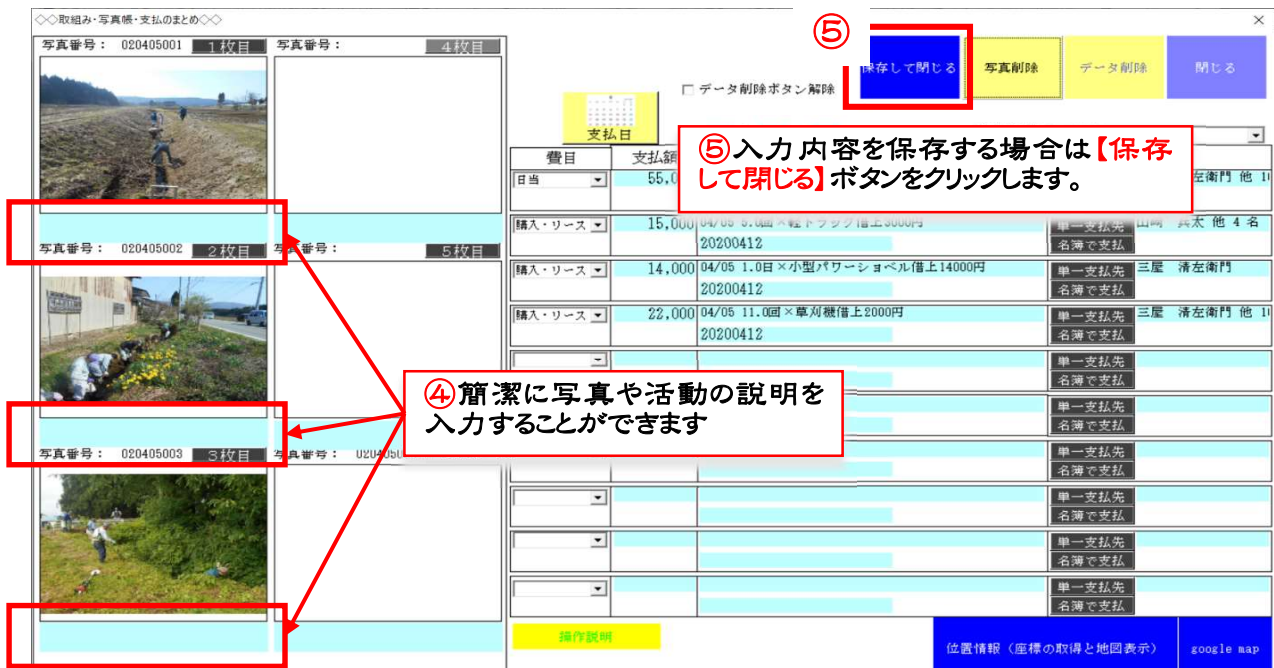 ◇◇取組み・写真帳・支払のまとめ◇◇
×
写真番号： 020405001 1枚目
写真番号： 4枚目
⑤
保存して閉じる
写真削除
データ削除
閉じる
□ データ削除ボタン解除
支払日
⑤入力内容を保存する場合は【保存
して閉じる】ボタンをクリックします。
費目 支払額
日当 55,0 左衛門 他 1
購入・リース 15,000 04/05 5.0回×軽トラック借上3000円 単一支払先 山崎 兵太 他 4 名
20200412 名簿で支払
写真番号： 020405002 2枚目
写真番号： 5枚目
購入・リース 14,000 04/05 1.0日×小型パワーショベル借上14000円 単一支払先 三屋 清左衛門
20200412 名簿で支払
購入・リース 22,000 04/05 11.0回×草刈機借上2000円 単一支払先 三屋 清左衛門 他 1
20200412 名簿で支払
単一支払先
名簿で支払
④簡潔に写真や活動の説明を
入力することができます
単一支払先
名簿で支払
写真番号： 020405003 3枚目
写真番号： 0204050
単一支払先
名簿で支払
単一支払先
名簿で支払
単一支払先
名簿で支払
単一支払先
名簿で支払
操作説明
位置情報（座標の取得と地図表示）
google map